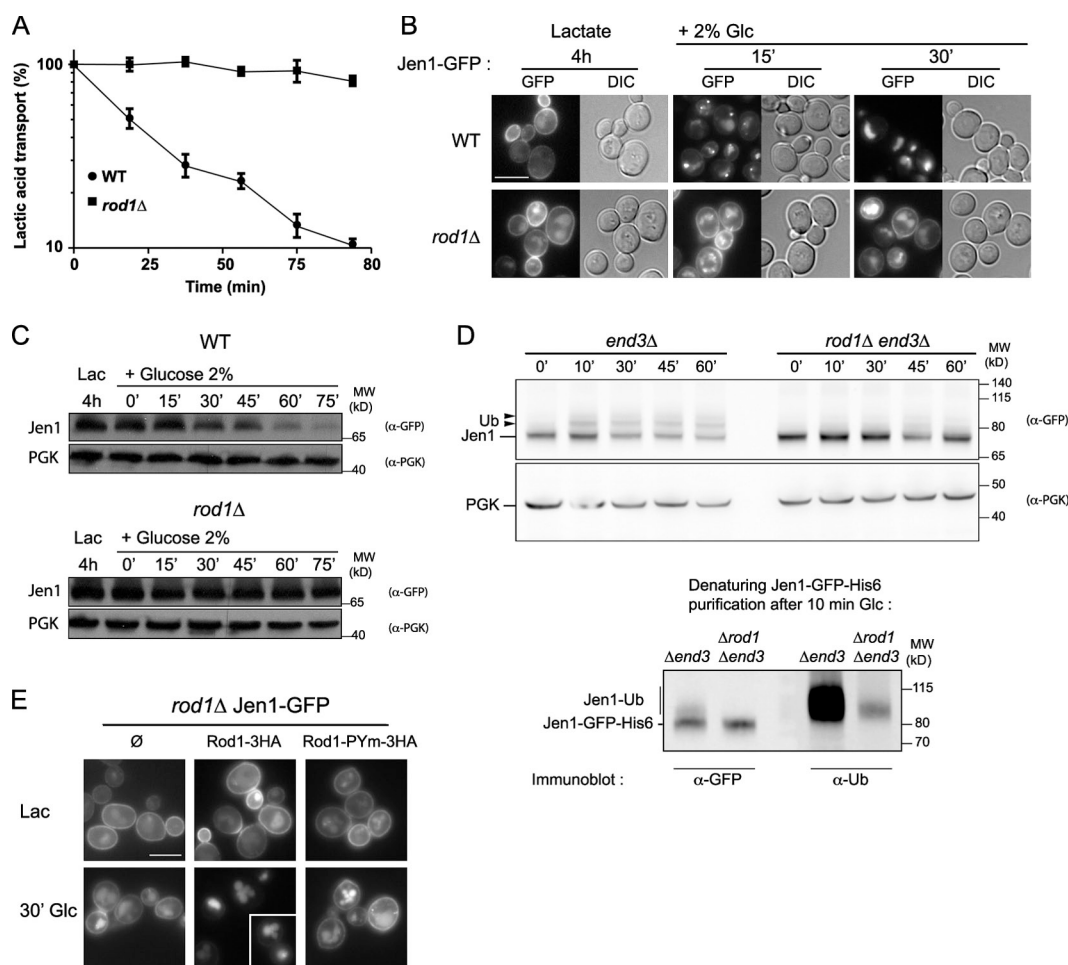 A
Lactic acid transport (%)
100
10
WT
rod1Δ
0 25 50 75 80
Time (min)
B
Lactate + 2% Glc
Jen1-GFP : 4h 15’ 30’
GFP DIC GFP DIC GFP DIC
WT
rod1Δ
C
WT
Lac + Glucose 2%
4h 0’ 15’ 30’ 45’ 60’ 75’ MW (kD)
Jen1 65 (α-GFP)
PGK 40 (α-PGK)
rod1Δ
Lac + Glucose 2%
4h 0’ 15’ 30’ 45’ 60’ 75’ MW (kD)
Jen1 65 (α-GFP)
PGK 40 (α-PGK)
D
end3Δ rod1Δ end3Δ
0’ 10’ 30’ 45’ 60’ 0’ 10’ 30’ 45’ 60’ MW (kD)
140
115
Ub (α-GFP)
80
Jen1
65
50
PGK (α-PGK)
40
Denaturing Jen1-GFP-His6
purification after 10 min Glc :
Δend3 Δrod1 Δend3 Δend3 Δrod1 Δend3 MW (kD)
115
Jen1-Ub
Jen1-GFP-His6 80
70
Immunoblot : α-GFP α-Ub
E
rod1Δ Jen1-GFP
Ø Rod1-3HA Rod1-PYm-3HA
Lac
30’ Glc